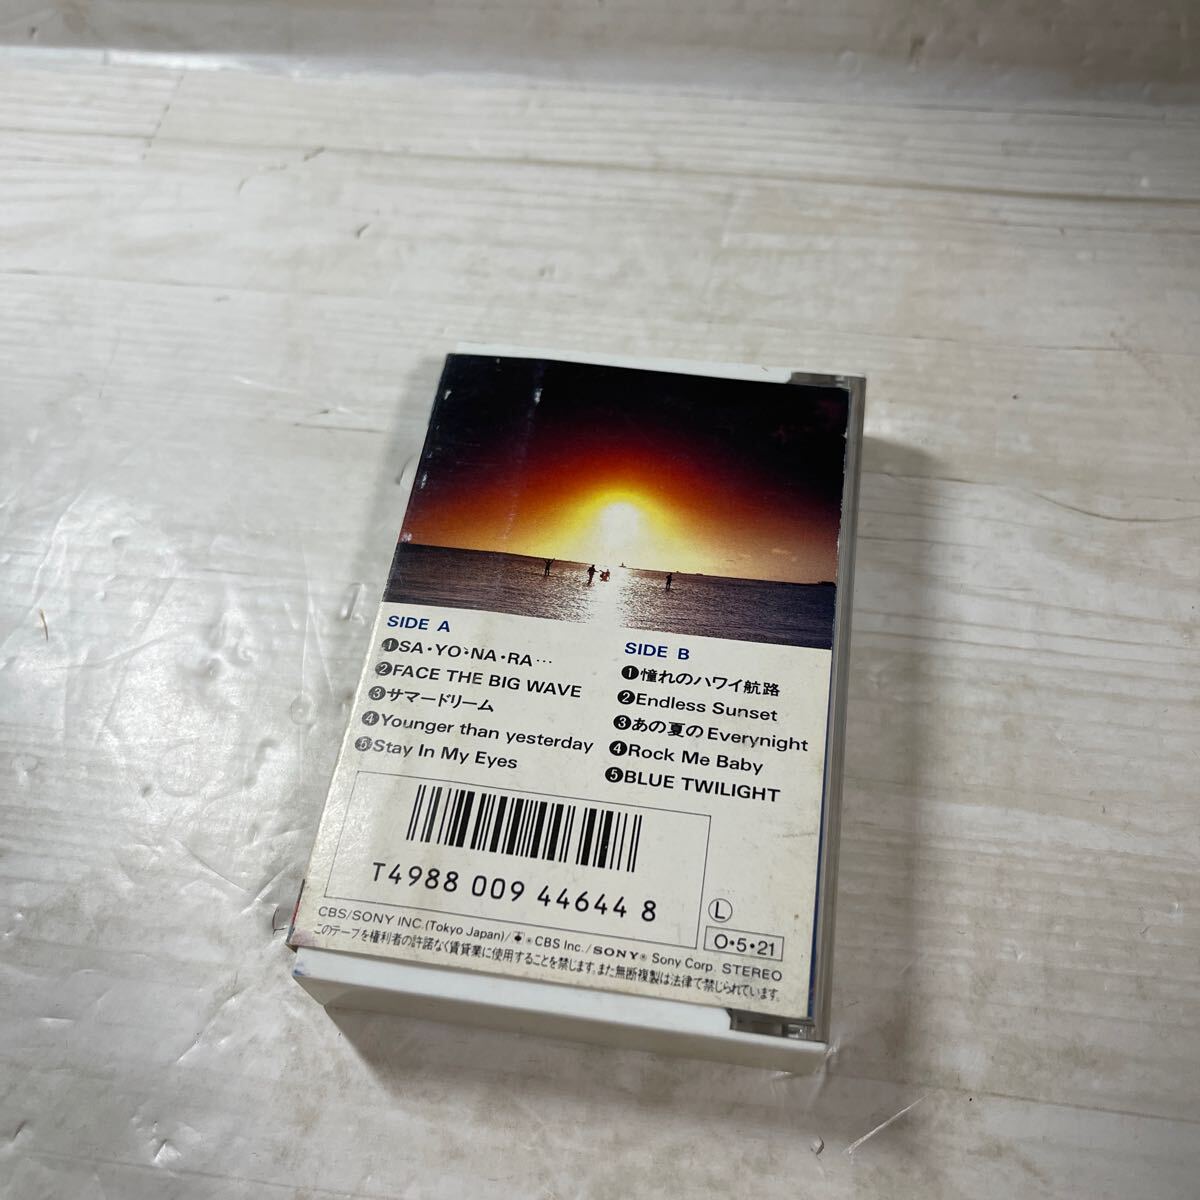 SIDE A
❶SA・YO・NA・RA…
❷FACE THE BIG WAVE
❸サマードリーム
❹Younger than yesterday
❺Stay In My Eyes
SIDE B
❶憧れのハワイ航路
❷Endless Sunset
❸あの夏のEverynight
❹Rock Me Baby
❺BLUE TWILIGHT
T4988 009 44644 8
Ⓛ
O•5•21
CBS/SONY INC.(Tokyo Japan)/® CBS Inc./SONY® Sony Corp. STEREO
このテープを権利者の許諾なく賃貸業に使用することを禁じます。また無断複製は法律で禁じられています。